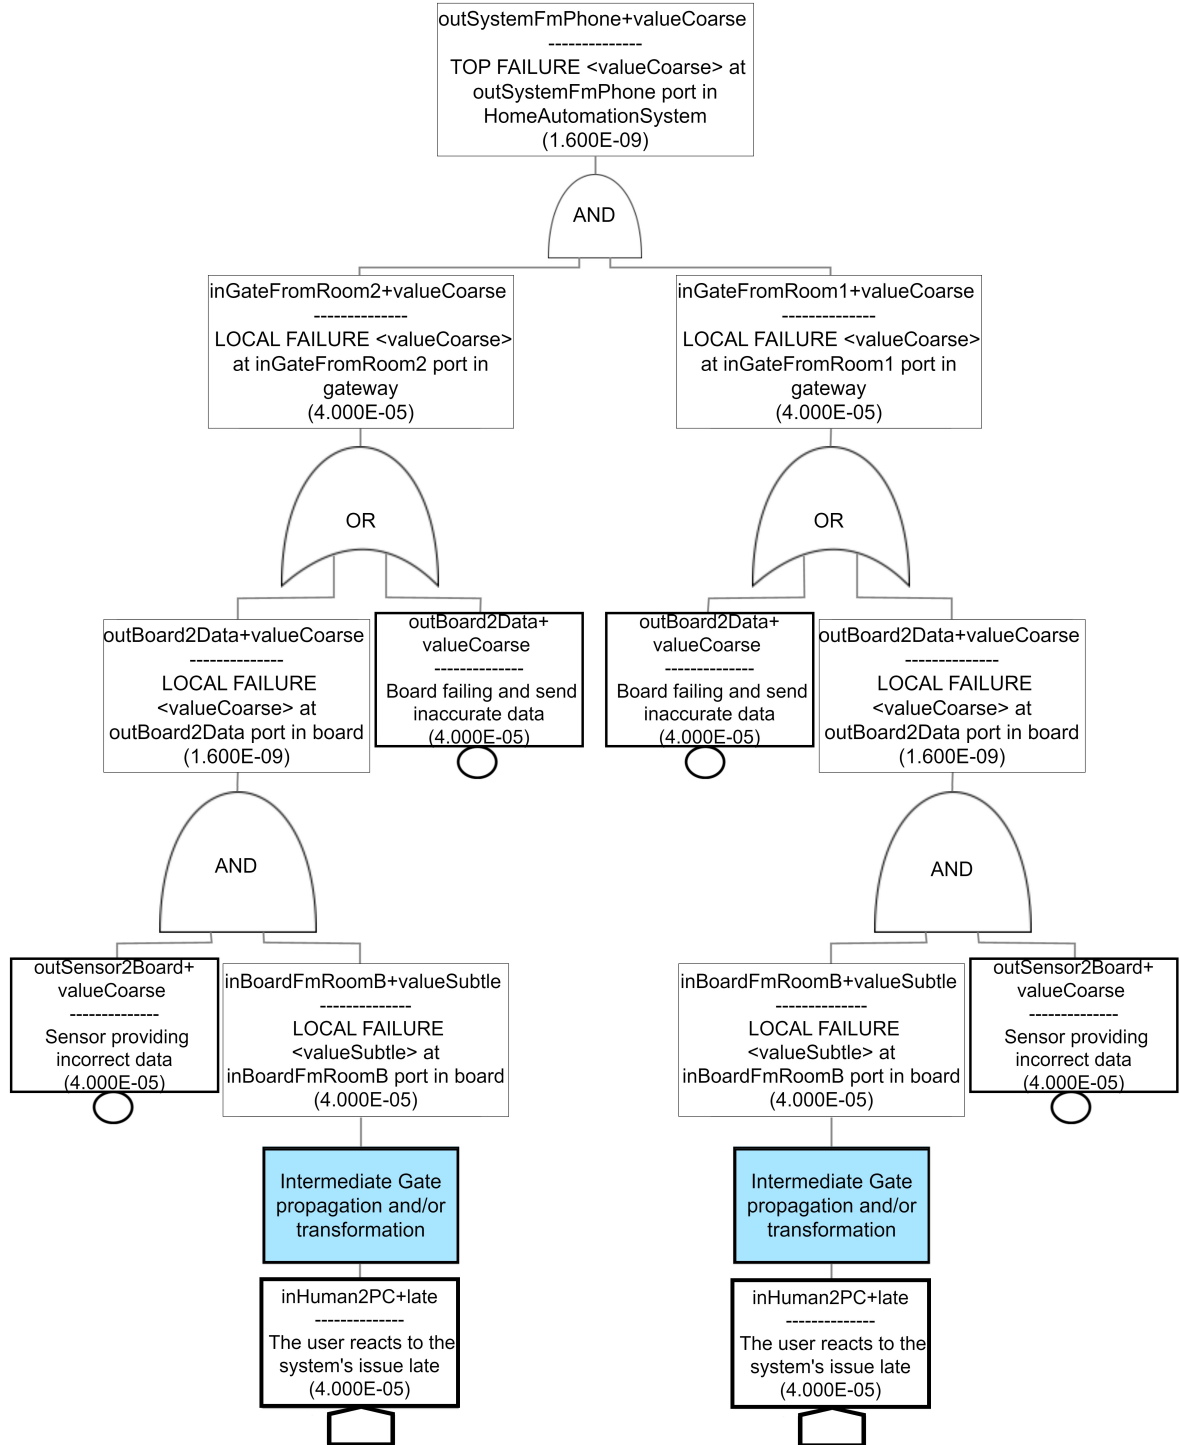 outSystemFmPhone+valueCoarse
--------------
TOP FAILURE <valueCoarse> at
outSystemFmPhone port in
HomeAutomationSystem
(1.600E-09)
AND
inGateFromRoom2+valueCoarse
--------------
LOCAL FAILURE <valueCoarse>
at inGateFromRoom2 port in
gateway
(4.000E-05)
inGateFromRoom1+valueCoarse
--------------
LOCAL FAILURE <valueCoarse>
at inGateFromRoom1 port in
gateway
(4.000E-05)
OR
OR
outBoard2Data+valueCoarse
--------------
LOCAL FAILURE
<valueCoarse> at
outBoard2Data port in board
(1.600E-09)
outBoard2Data+
valueCoarse
--------------
Board failing and send
inaccurate data
(4.000E-05)
outBoard2Data+
valueCoarse
--------------
Board failing and send
inaccurate data
(4.000E-05)
outBoard2Data+valueCoarse
--------------
LOCAL FAILURE
<valueCoarse> at
outBoard2Data port in board
(1.600E-09)
AND
AND
outSensor2Board+
valueCoarse
--------------
Sensor providing
incorrect data
(4.000E-05)
inBoardFmRoomB+valueSubtle
--------------
LOCAL FAILURE
<valueSubtle> at
inBoardFmRoomB port in board
(4.000E-05)
inBoardFmRoomB+valueSubtle
--------------
LOCAL FAILURE
<valueSubtle> at
inBoardFmRoomB port in board
(4.000E-05)
outSensor2Board+
valueCoarse
--------------
Sensor providing
incorrect data
(4.000E-05)
Intermediate Gate
propagation and/or
transformation
Intermediate Gate
propagation and/or
transformation
inHuman2PC+late
--------------
The user reacts to the
system's issue late
(4.000E-05)
inHuman2PC+late
--------------
The user reacts to the
system's issue late
(4.000E-05)